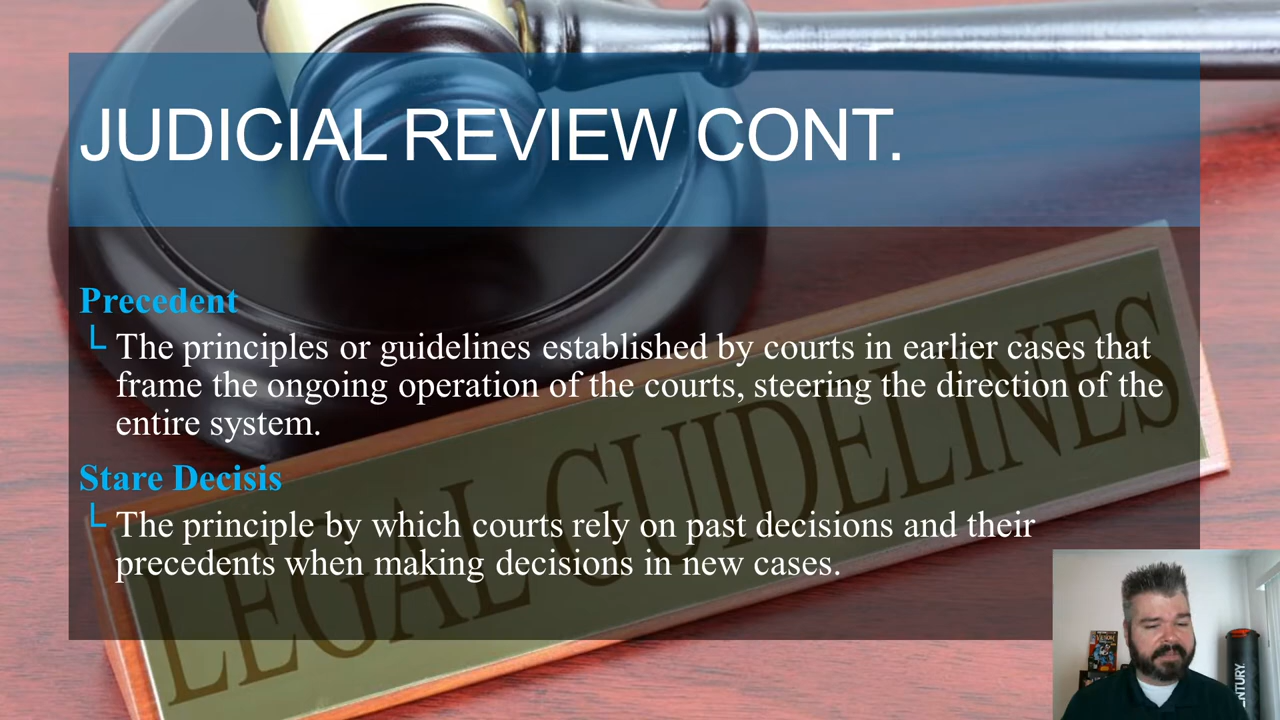 JUDICIAL REVIEW CONT.
Precedent
The principles or guidelines established by courts in earlier cases that
frame the ongoing operation of the courts, steering the direction of the
entire system.
Stare Decisis
The principle by which courts rely on past decisions and their
precedents when making decisions in new cases.
LEGAL GUIDELINES
VENOM
ENTURY